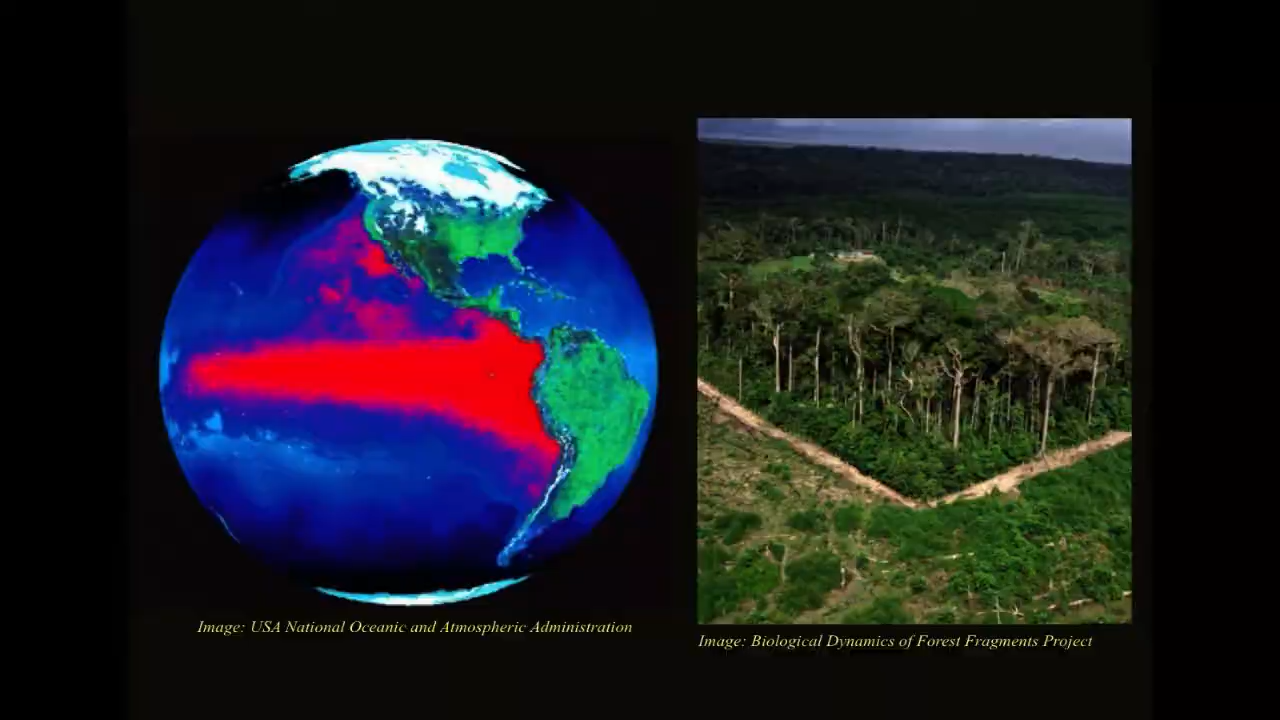 Image: USA National Oceanic and Atmospheric Administration
Image: Biological Dynamics of Forest Fragments Project